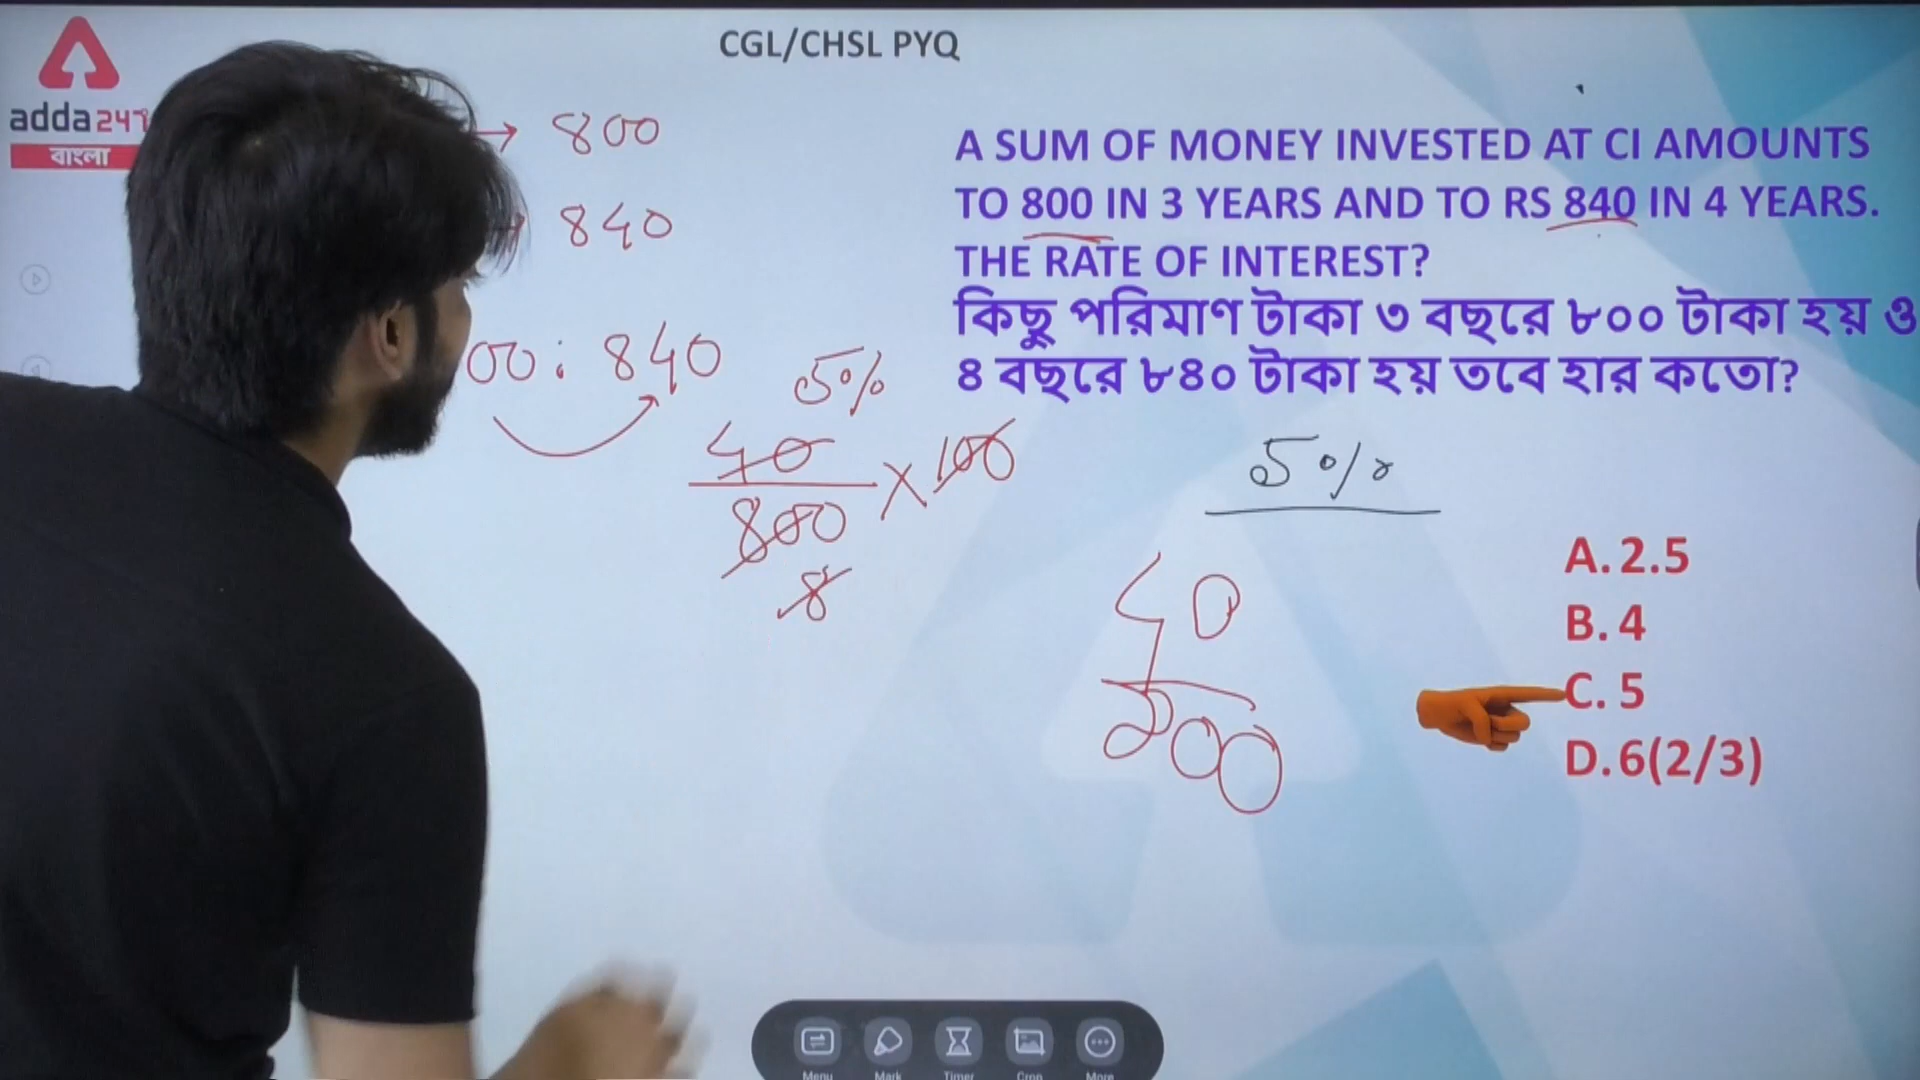 CGL/CHSL PYQ
adda247
বাংলা
→ 800
840
00 : 840
5%
40
800
× 100
8
A SUM OF MONEY INVESTED AT CI AMOUNTS
TO 800 IN 3 YEARS AND TO RS 840 IN 4 YEARS.
THE RATE OF INTEREST?
কিছু পরিমাণ টাকা ৩ বছরে ৮০০ টাকা হয় ও
৪ বছরে ৮৪০ টাকা হয় তবে হার কতো?
5%
40
800
A. 2.5
B. 4
C. 5
D. 6(2/3)
Menu Mark Timer Crop More